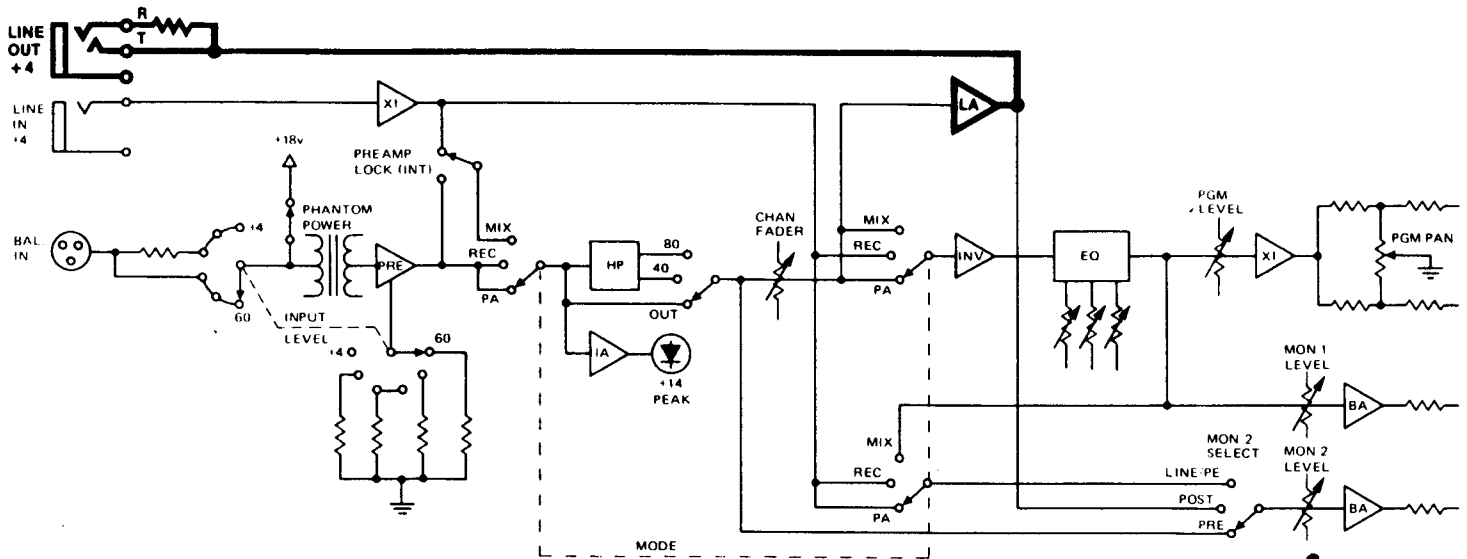 LINE
OUT
+4
R
T
LINE
IN
+4
XI
LA
+18v
PREAMP
LOCK (INT)
PHANTOM
POWER
BAL.
IN
+4
60
PRE
INPUT
LEVEL
+4
60
MIX
REC
PA
HP
80
40
OUT
IA
+14
PEAK
CHAN
FADER
MIX
REC
PA
INV
EQ
PGM
LEVEL
XI
PGM PAN
MON 1
LEVEL
BA
MIX
REC
PA
MON 2
SELECT
LINE/PE
POST
PRE
MON 2
LEVEL
BA
MODE